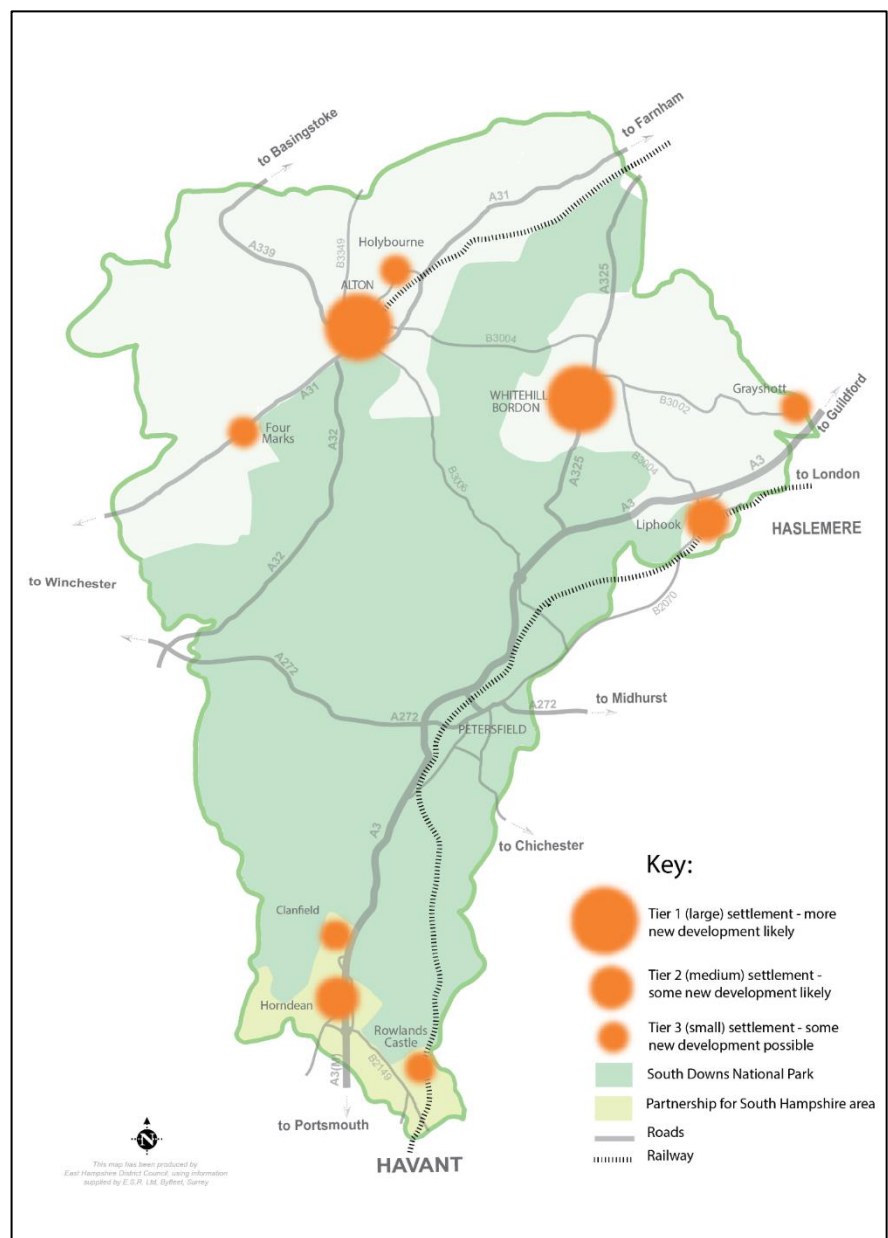 to Farnham
to Basingstoke
A31
A339
B3349
Holybourne
ALTON
A325
B3004
WHITEHILL
BORDON
Grayshott
B3002
to Guildford
A31
Four
Marks
A32
B3006
B3004
A3
A325
A3
to London
Liphook
HASLEMERE
A32
to Winchester
B2070
A272
to Midhurst
A272
A272
PETERSFIELD
A3
to Chichester
Clanfield
Horndean
Rowlands
Castle
A3(M)
B2149
to Portsmouth
HAVANT
Key:
Tier 1 (large) settlement - more
new development likely
Tier 2 (medium) settlement -
some new development likely
Tier 3 (small) settlement - some
new development possible
South Downs National Park
Partnership for South Hampshire area
Roads
Railway
N
This map has been produced by
East Hampshire District Council, using information
supplied by E.S.R, Ltd, Byfleet, Surrey